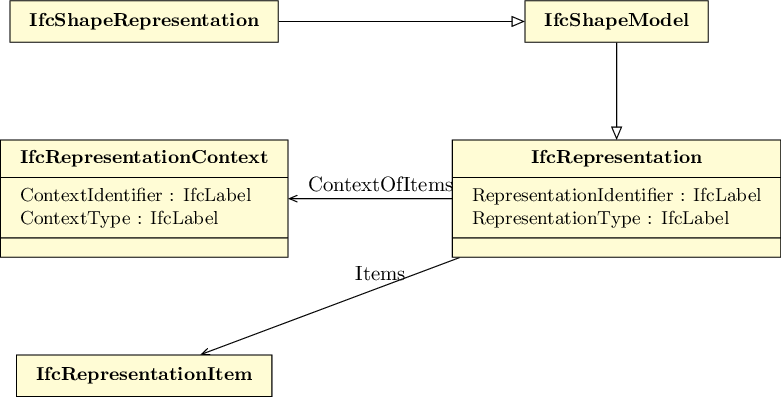 IfcShapeRepresentation
IfcShapeModel
IfcRepresentationContext
ContextIdentifier : IfcLabel
ContextType : IfcLabel
ContextOfItems
IfcRepresentation
RepresentationIdentifier : IfcLabel
RepresentationType : IfcLabel
Items
IfcRepresentationItem